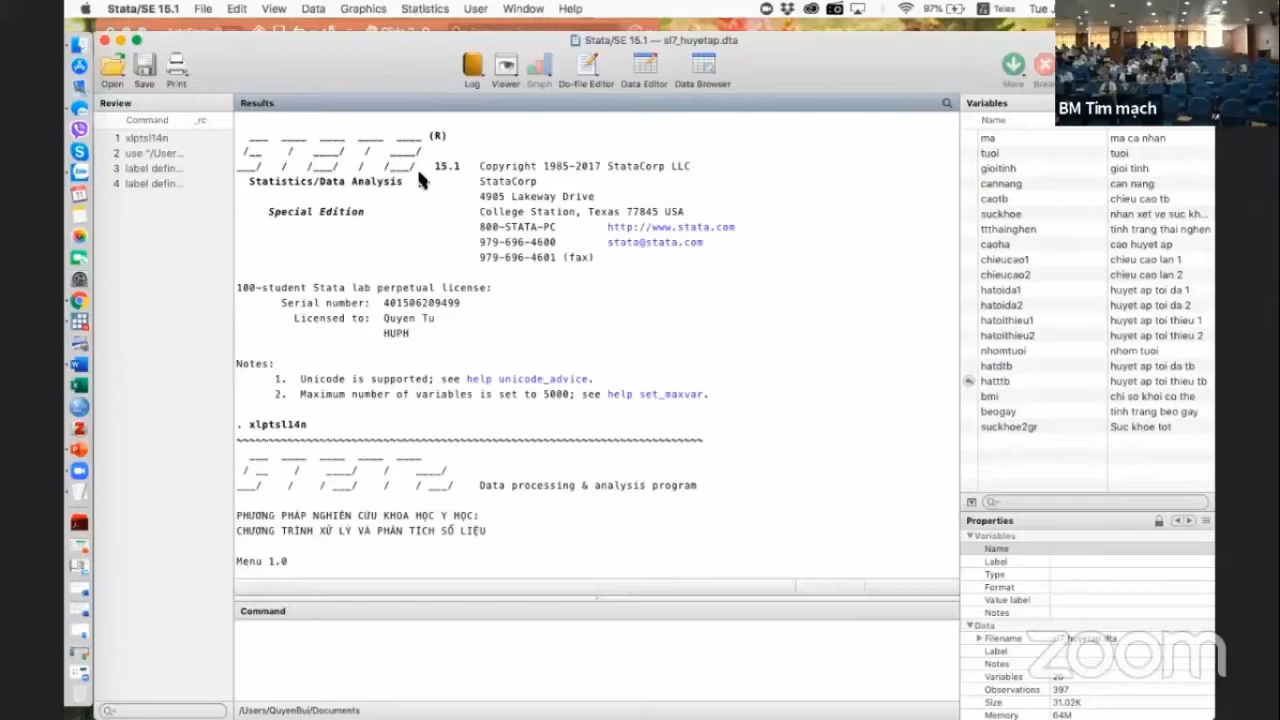 Stata/SE 15.1 File Edit View Data Graphics Statistics User Window Help 97% Telex Tue
Stata/SE 15.1 — sl7_huyetap.dta
Open Save Print Log Viewer Graph Do-file Editor Data Editor Data Browser More Break
BM Tim mạch
Review
Command _rc
1 xlptsl14n
2 use "/User...
3 label defin...
4 label defin...
Results
(R)
15.1 Copyright 1985-2017 StataCorp LLC
Statistics/Data Analysis StataCorp
4905 Lakeway Drive
Special Edition College Station, Texas 77845 USA
800-STATA-PC http://www.stata.com
979-696-4600 stata@stata.com
979-696-4601 (fax)
100-student Stata lab perpetual license:
Serial number: 401506209499
Licensed to: Quyen Tu
HUPH
Notes:
1. Unicode is supported; see help unicode_advice.
2. Maximum number of variables is set to 5000; see help set_maxvar.
. xlptsl14n
Data processing & analysis program
PHƯƠNG PHÁP NGHIÊN CỨU KHOA HỌC Y HỌC:
CHƯƠNG TRÌNH XỬ LÝ VÀ PHÂN TÍCH SỐ LIỆU
Menu 1.0
Command
/Users/QuyenBui/Documents
Variables
Name
ma ma ca nhan
tuoi tuoi
gioitinh gioi tinh
cannang can nang
caotb chieu cao tb
suckhoe nhan xet ve suc kh...
ttthainghen tinh trang thai nghen
caoha cao huyet ap
chieucao1 chieu cao lan 1
chieucao2 chieu cao lan 2
hatoida1 huyet ap toi da 1
hatoida2 huyet ap toi da 2
hatoithieu1 huyet ap toi thieu 1
hatoithieu2 huyet ap toi thieu 2
nhomtuoi nhom tuoi
hatdtb huyet ap toi da tb
hatttb huyet ap toi thieu tb
bmi chi so khoi co the
beogay tinh trang beo gay
suckhoe2gr Suc khoe tot
Properties
Variables
Name
Label
Type
Format
Value label
Notes
Data
Filename sl7_huyetap.dta
Label
Notes
Variables 20
Observations 397
Size 31.02K
Memory 64M
zoom